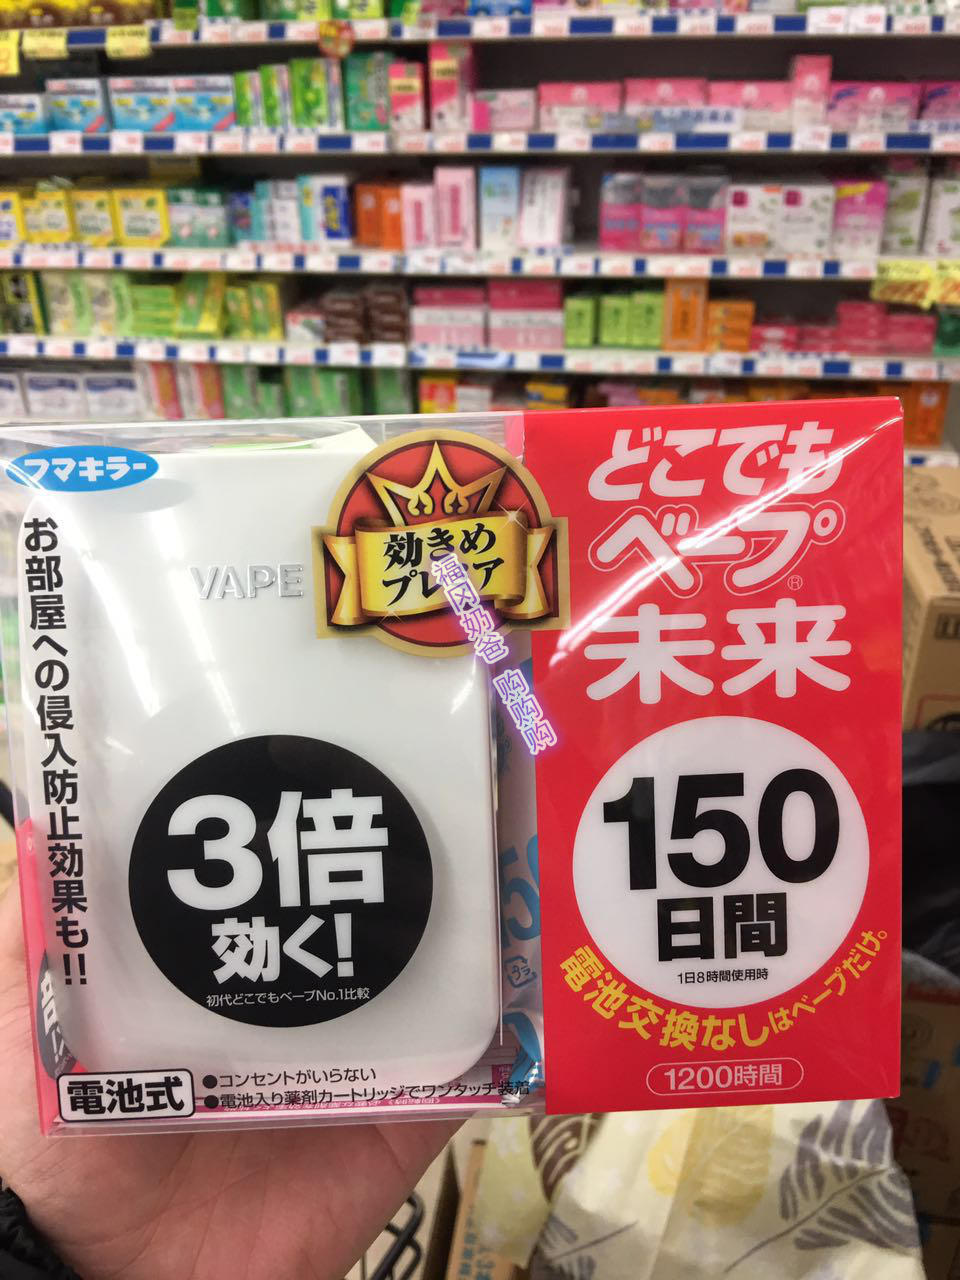 フマキラー
お部屋への侵入防止効果も!!
VAPE
効きめ
プレミア
福冈奶爸 购购购
3倍
効く!
初代どこでもベープNo.1比較
電池式
●コンセントがいらない
●電池入り薬剤カートリッジでワンタッチ装着
どこでも
ベープ®
未来
150
日間
1日8時間使用時
電池交換なしはベープだけ。
1200時間